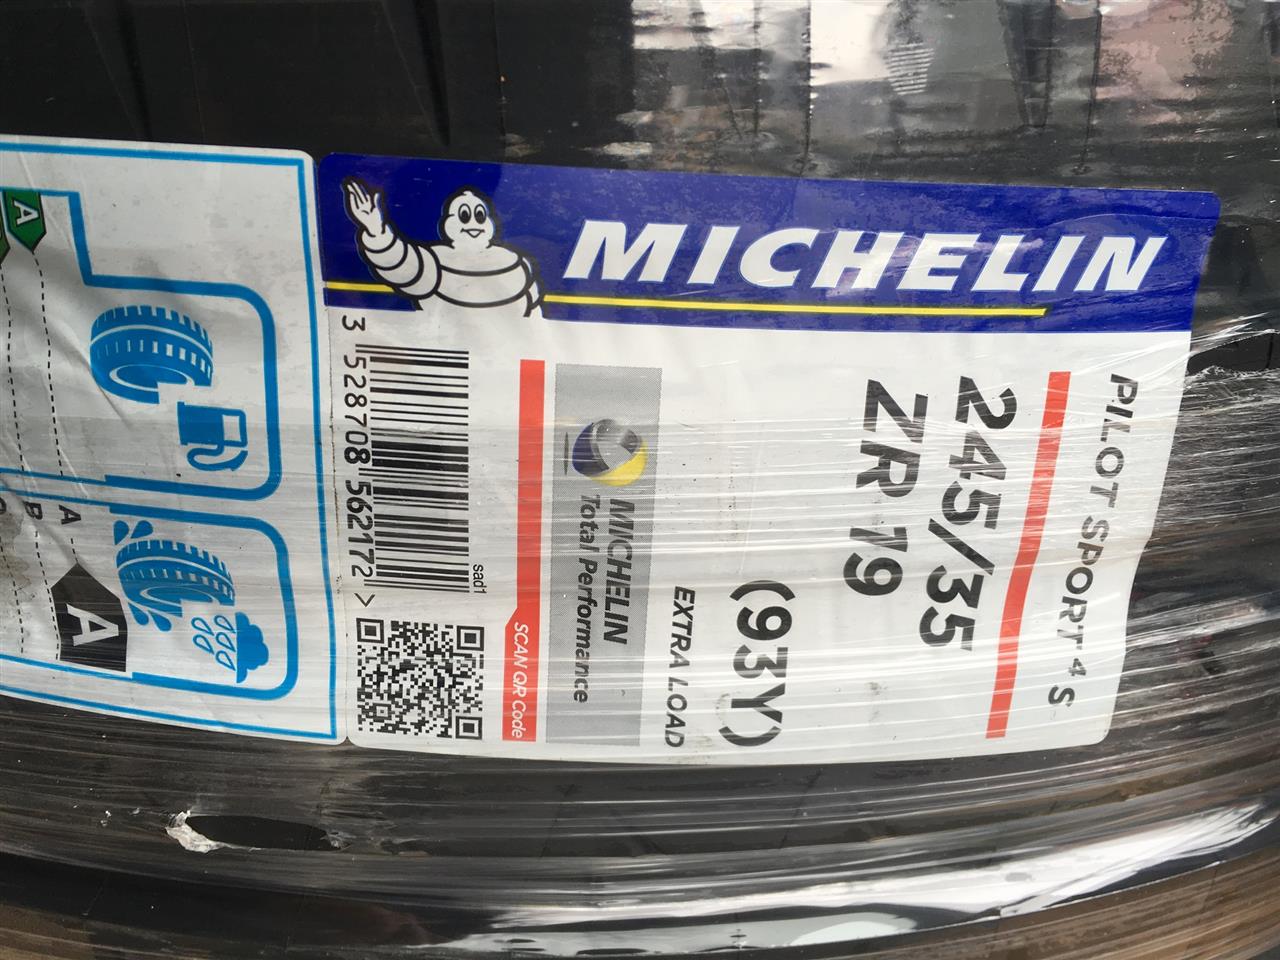 MICHELIN
PILOT SPORT 4 S
245/35
ZR 19
(93Y)
EXTRA LOAD
MICHELIN
Total Performance
SCAN QR Code
sad1
3 528708 562172 >
A
A
B
A